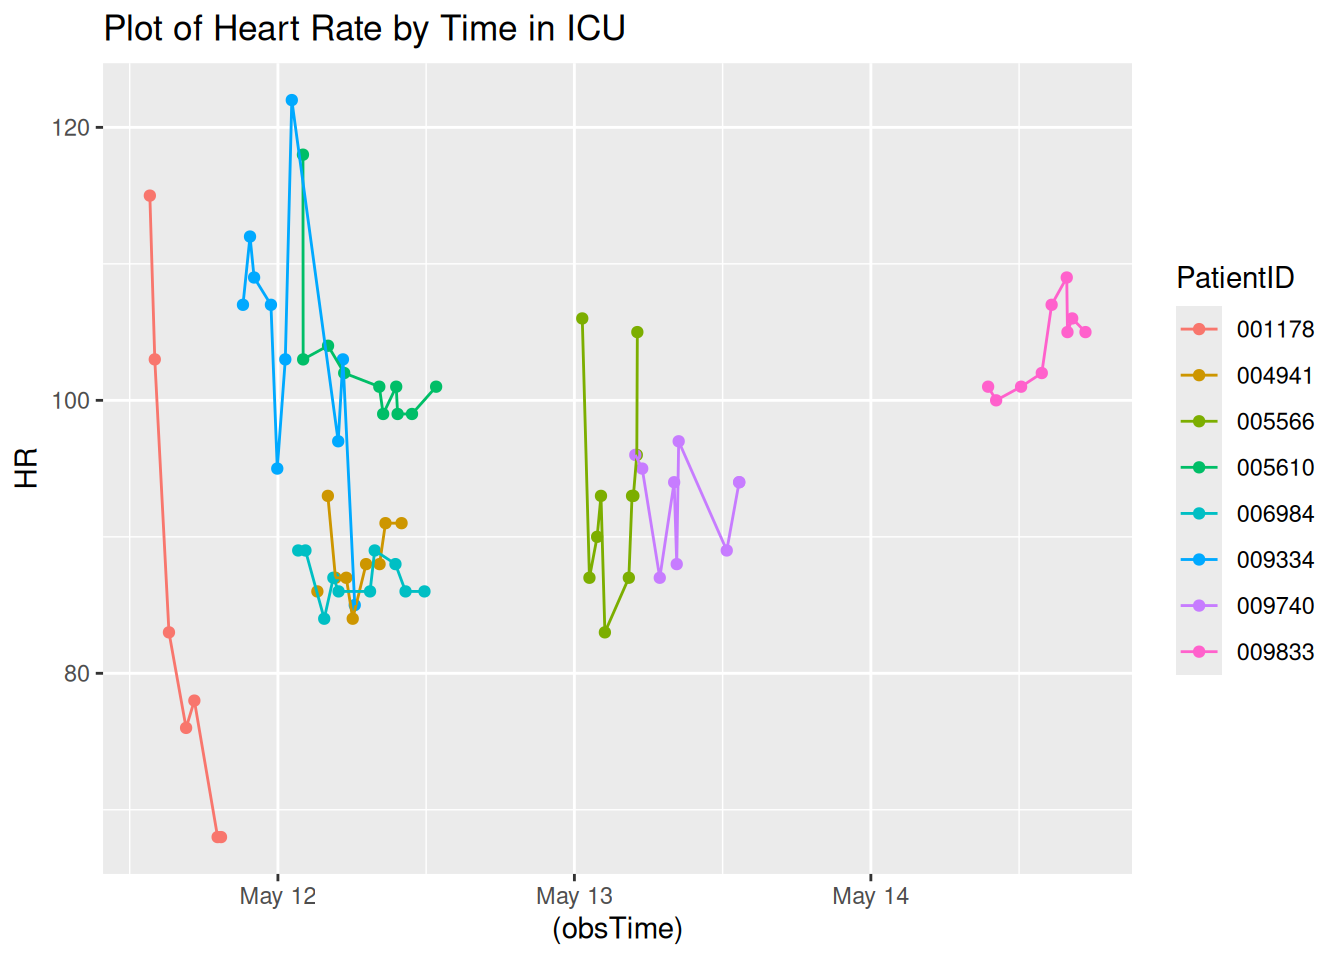 Plot of Heart Rate by Time in ICU
HR
120
100
80
May 12
May 13
May 14
(obsTime)
PatientID
001178
004941
005566
005610
006984
009334
009740
009833